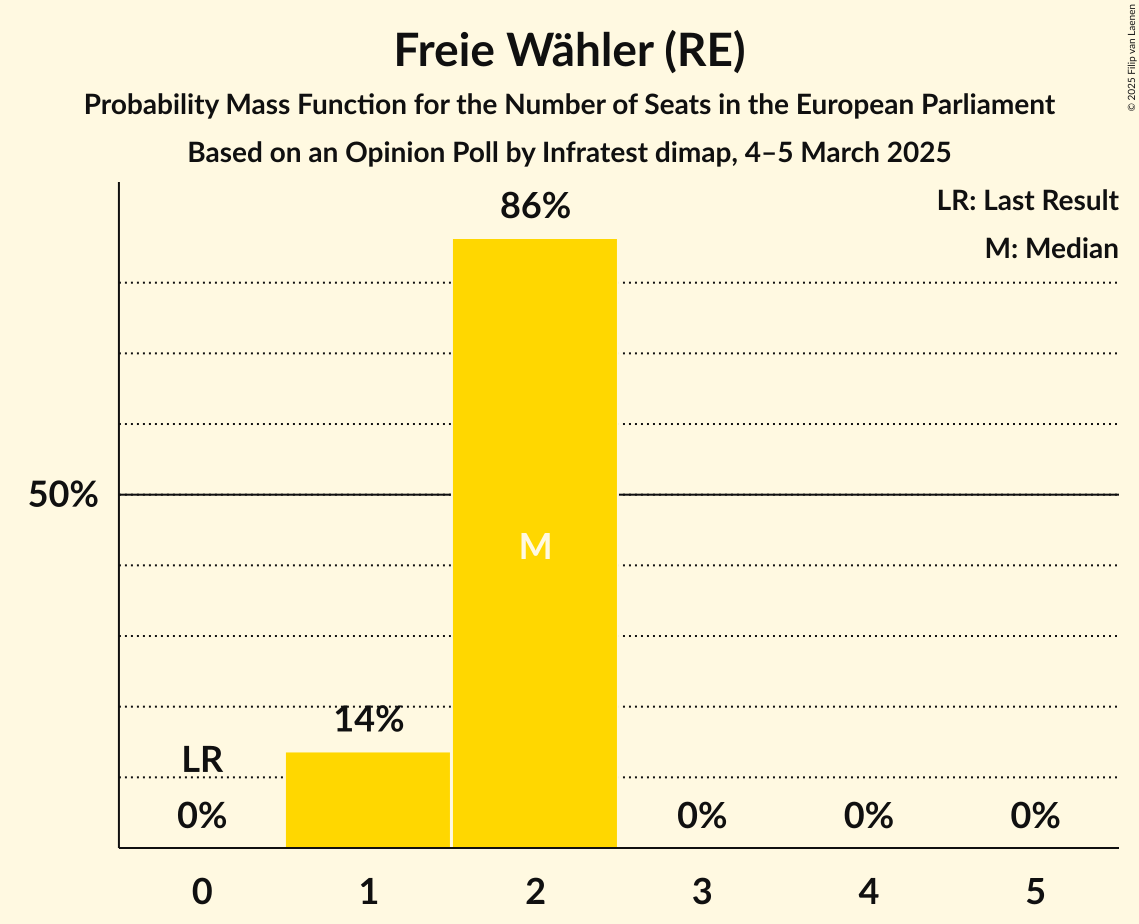 Freie Wähler (RE)
Probability Mass Function for the Number of Seats in the European Parliament
Based on an Opinion Poll by Infratest dimap, 4–5 March 2025
© 2025 Filip van Laenen
LR: Last Result
M: Median
86%
50%
M
14%
LR
0%
0%
0%
0%
0
1
2
3
4
5